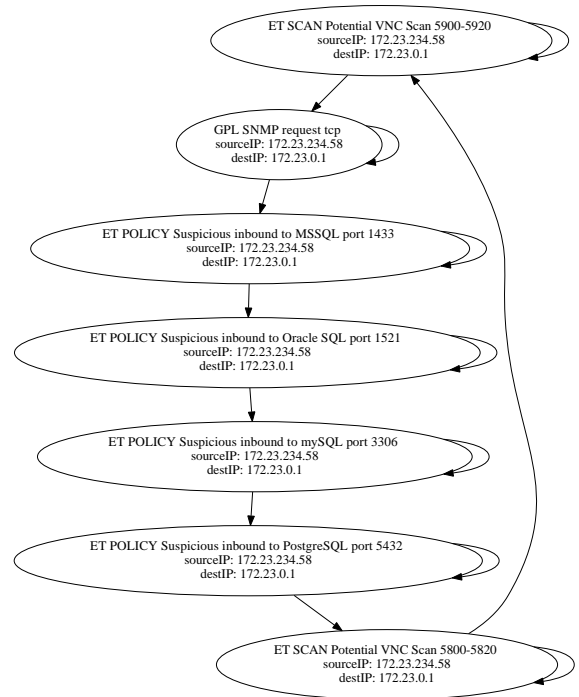 ET SCAN Potential VNC Scan 5900-5920
sourceIP: 172.23.234.58
destIP: 172.23.0.1
GPL SNMP request tcp
sourceIP: 172.23.234.58
destIP: 172.23.0.1
ET POLICY Suspicious inbound to MSSQL port 1433
sourceIP: 172.23.234.58
destIP: 172.23.0.1
ET POLICY Suspicious inbound to Oracle SQL port 1521
sourceIP: 172.23.234.58
destIP: 172.23.0.1
ET POLICY Suspicious inbound to mySQL port 3306
sourceIP: 172.23.234.58
destIP: 172.23.0.1
ET POLICY Suspicious inbound to PostgreSQL port 5432
sourceIP: 172.23.234.58
destIP: 172.23.0.1
ET SCAN Potential VNC Scan 5800-5820
sourceIP: 172.23.234.58
destIP: 172.23.0.1